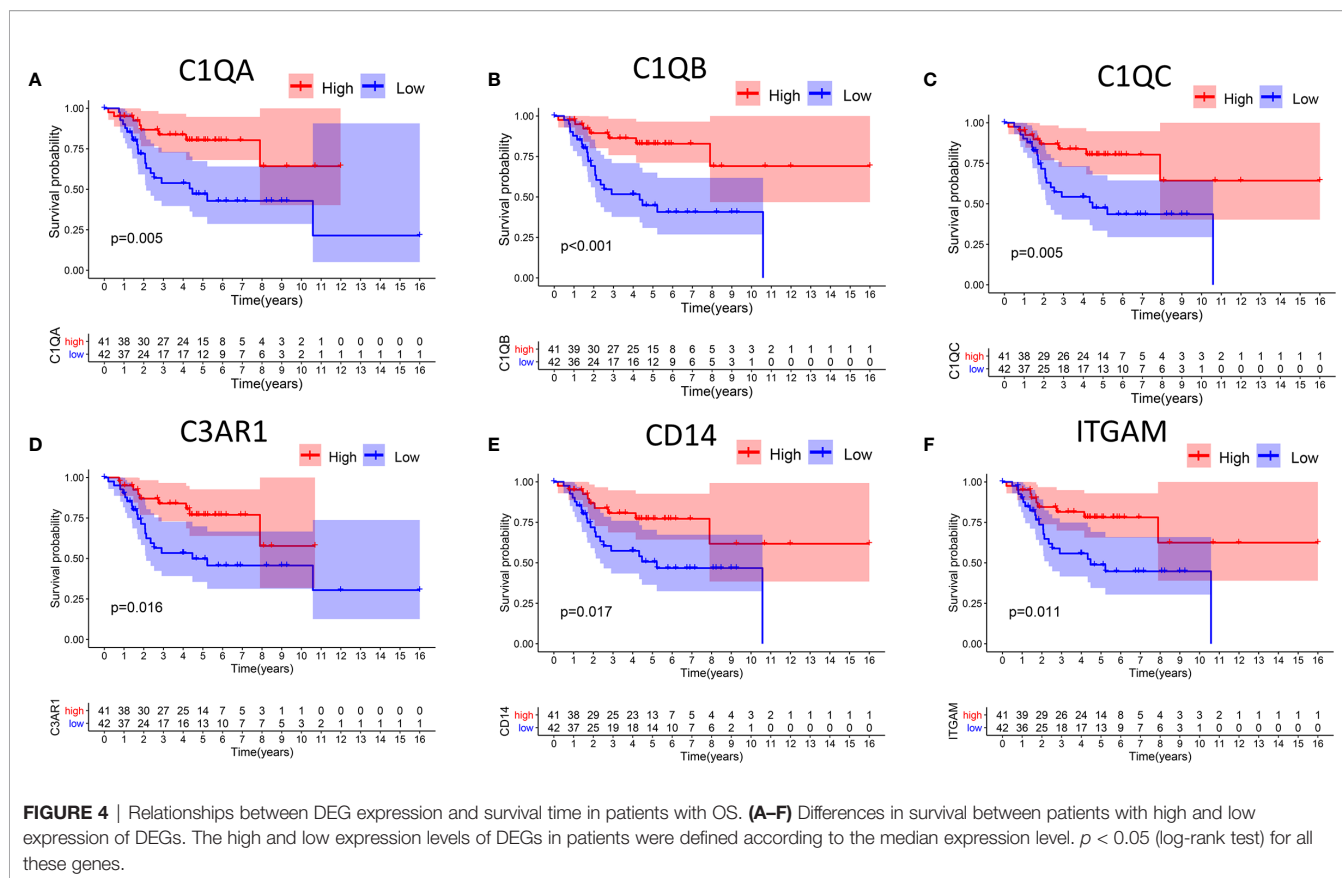 A
C1QA
High
Low
Survival probability
1.00
0.75
0.50
0.25
0.00
p=0.005
0 1 2 3 4 5 6 7 8 9 10 11 12 13 14 15 16
Time(years)
C1QA
high 41 38 30 27 24 15 8 5 4 3 2 1 0 0 0 0 0
low 42 37 24 17 17 12 9 7 6 3 2 1 1 1 1 1 1
0 1 2 3 4 5 6 7 8 9 10 11 12 13 14 15 16
Time(years)
B
C1QB
High
Low
Survival probability
1.00
0.75
0.50
0.25
0.00
p<0.001
0 1 2 3 4 5 6 7 8 9 10 11 12 13 14 15 16
Time(years)
C1QB
high 41 39 30 27 25 15 8 6 5 3 3 2 1 1 1 1 1
low 42 36 24 17 16 12 9 6 5 3 1 0 0 0 0 0 0
0 1 2 3 4 5 6 7 8 9 10 11 12 13 14 15 16
Time(years)
C
C1QC
High
Low
Survival probability
1.00
0.75
0.50
0.25
0.00
p=0.005
0 1 2 3 4 5 6 7 8 9 10 11 12 13 14 15 16
Time(years)
C1QC
high 41 38 29 26 24 14 7 5 4 3 3 2 1 1 1 1 1
low 42 37 25 18 17 13 10 7 6 3 1 0 0 0 0 0 0
0 1 2 3 4 5 6 7 8 9 10 11 12 13 14 15 16
Time(years)
D
C3AR1
High
Low
Survival probability
1.00
0.75
0.50
0.25
0.00
p=0.016
0 1 2 3 4 5 6 7 8 9 10 11 12 13 14 15 16
Time(years)
C3AR1
high 41 38 30 27 25 14 7 5 3 1 1 0 0 0 0 0 0
low 42 37 24 17 16 13 10 7 7 5 3 2 1 1 1 1 1
0 1 2 3 4 5 6 7 8 9 10 11 12 13 14 15 16
Time(years)
E
CD14
High
Low
Survival probability
1.00
0.75
0.50
0.25
0.00
p=0.017
0 1 2 3 4 5 6 7 8 9 10 11 12 13 14 15 16
Time(years)
CD14
high 41 38 29 25 23 13 7 5 4 4 3 2 1 1 1 1 1
low 42 37 25 19 18 14 10 7 6 2 1 0 0 0 0 0 0
0 1 2 3 4 5 6 7 8 9 10 11 12 13 14 15 16
Time(years)
F
ITGAM
High
Low
Survival probability
1.00
0.75
0.50
0.25
0.00
p=0.011
0 1 2 3 4 5 6 7 8 9 10 11 12 13 14 15 16
Time(years)
ITGAM
high 41 39 29 26 24 14 8 5 4 3 3 2 1 1 1 1 1
low 42 36 25 18 17 13 9 7 6 3 1 0 0 0 0 0 0
0 1 2 3 4 5 6 7 8 9 10 11 12 13 14 15 16
Time(years)
FIGURE 4 | Relationships between DEG expression and survival time in patients with OS. (A–F) Differences in survival between patients with high and low
expression of DEGs. The high and low expression levels of DEGs in patients were defined according to the median expression level. p < 0.05 (log-rank test) for all
these genes.